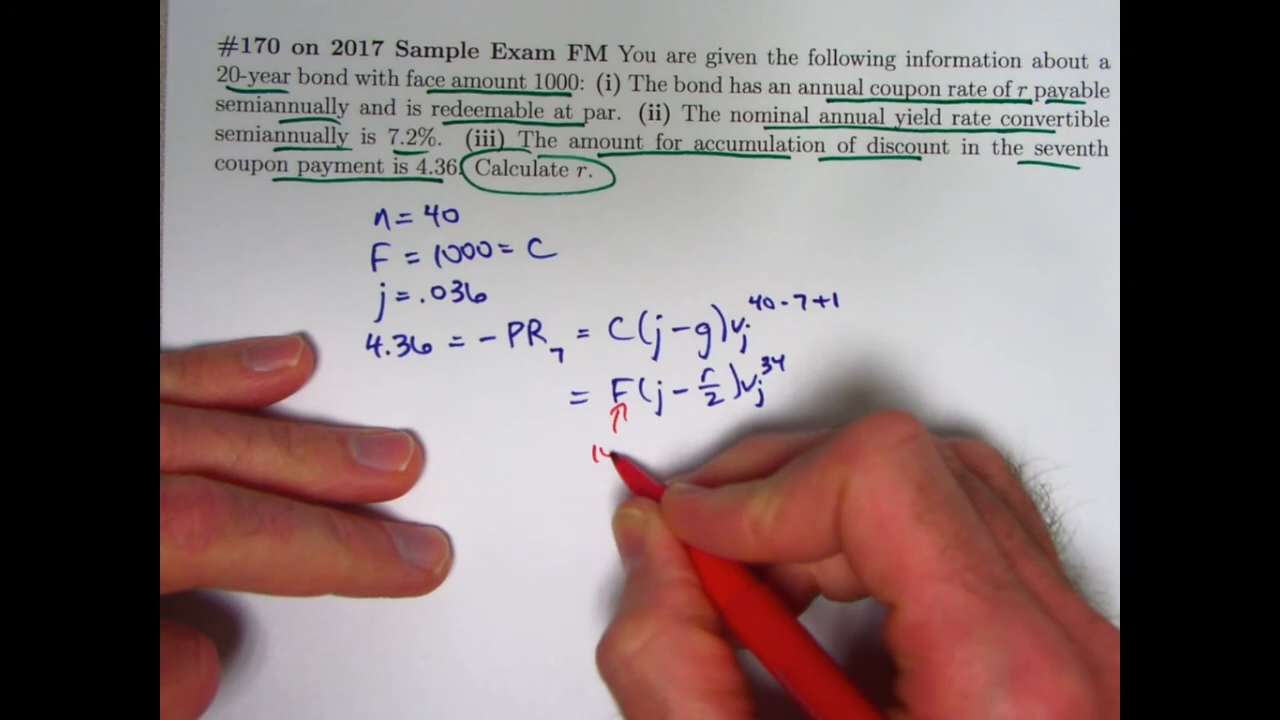 #170 on 2017 Sample Exam FM You are given the following information about a
20-year bond with face amount 1000: (i) The bond has an annual coupon rate of r payable
semiannually and is redeemable at par. (ii) The nominal annual yield rate convertible
semiannually is 7.2%. (iii) The amount for accumulation of discount in the seventh
coupon payment is 4.36. Calculate r.
n = 40
F = 1000 = C
j = .036
4.36 = - PR₇ = C(j - g)vⱼ⁴⁰⁻⁷⁺¹
= F(j - r/2)vⱼ³⁴